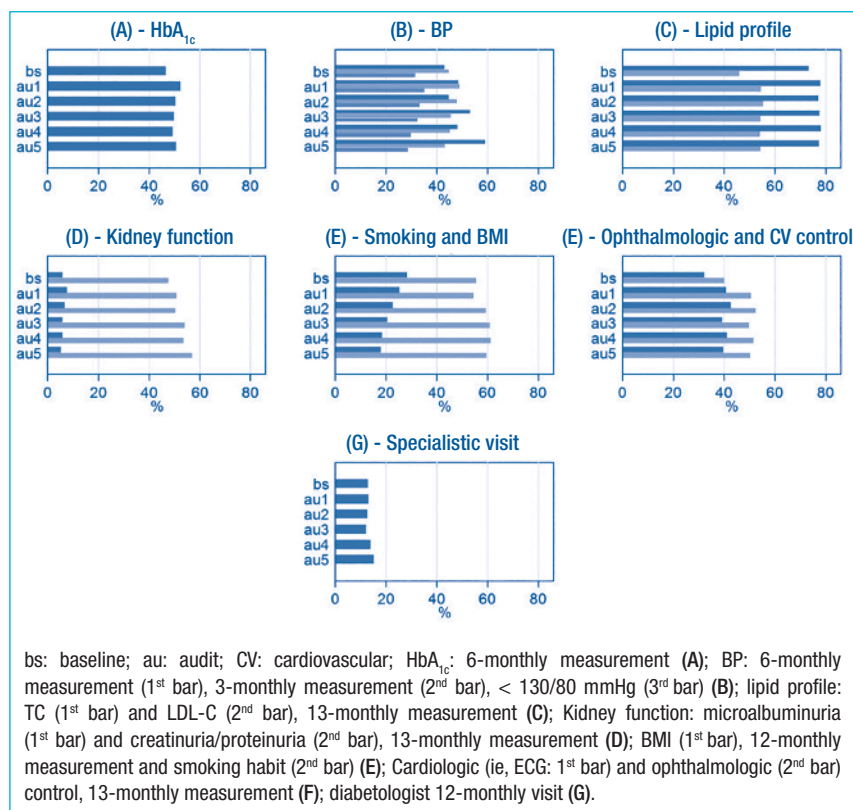 (A) - HbA1c
(B) - BP
(C) - Lipid profile
bs
au1
au2
au3
au4
au5
0 20 40 60 80
%
bs
au1
au2
au3
au4
au5
0 20 40 60 80
%
bs
au1
au2
au3
au4
au5
0 20 40 60 80
%
(D) - Kidney function
(E) - Smoking and BMI
(E) - Ophthalmologic and CV control
bs
au1
au2
au3
au4
au5
0 20 40 60 80
%
bs
au1
au2
au3
au4
au5
0 20 40 60 80
%
bs
au1
au2
au3
au4
au5
0 20 40 60 80
%
(G) - Specialistic visit
bs
au1
au2
au3
au4
au5
0 20 40 60 80
%
bs: baseline; au: audit; CV: cardiovascular; HbA1c: 6-monthly measurement (A); BP: 6-monthly
measurement (1st bar), 3-monthly measurement (2nd bar), < 130/80 mmHg (3rd bar) (B); lipid profile:
TC (1st bar) and LDL-C (2nd bar), 13-monthly measurement (C); Kidney function: microalbuminuria
(1st bar) and creatinuria/proteinuria (2nd bar), 13-monthly measurement (D); BMI (1st bar), 12-monthly
measurement and smoking habit (2nd bar) (E); Cardiologic (ie, ECG: 1st bar) and ophthalmologic (2nd bar)
control, 13-monthly measurement (F); diabetologist 12-monthly visit (G).